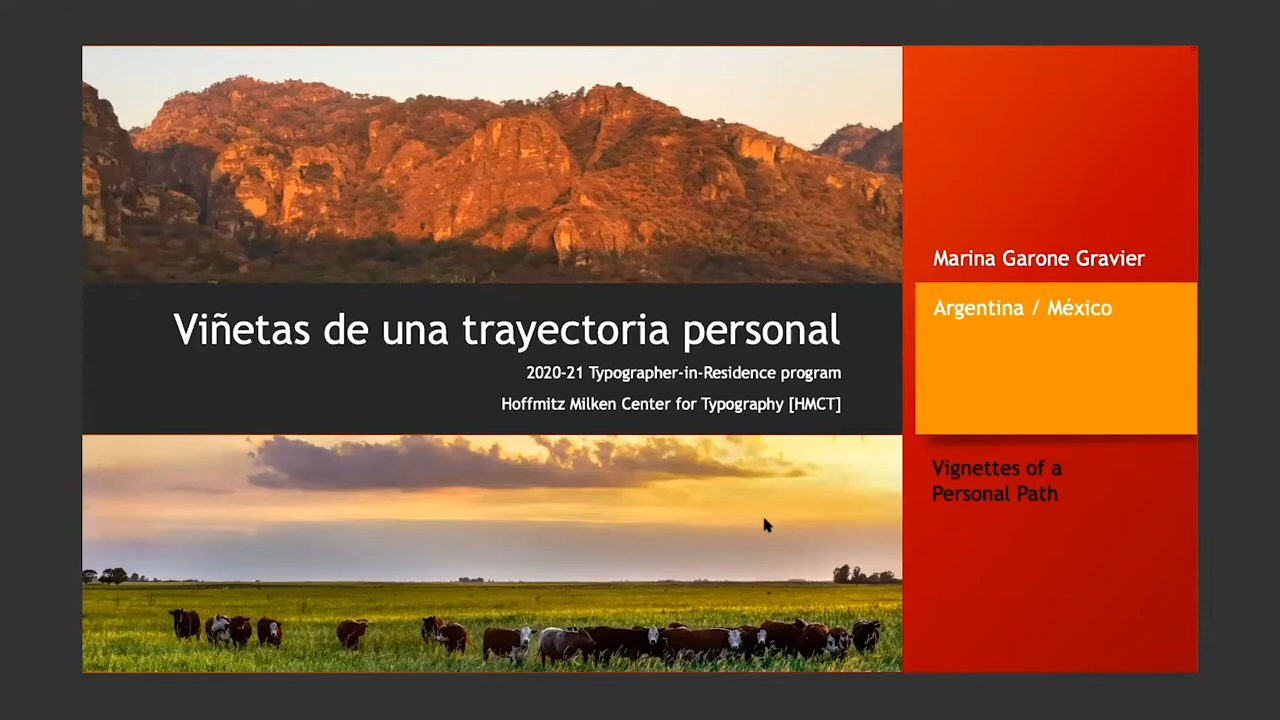 Viñetas de una trayectoria personal
2020-21 Typographer-in-Residence program
Hoffmitz Milken Center for Typography [HMCT]
Marina Garone Gravier
Argentina / México
Vignettes of a
Personal Path